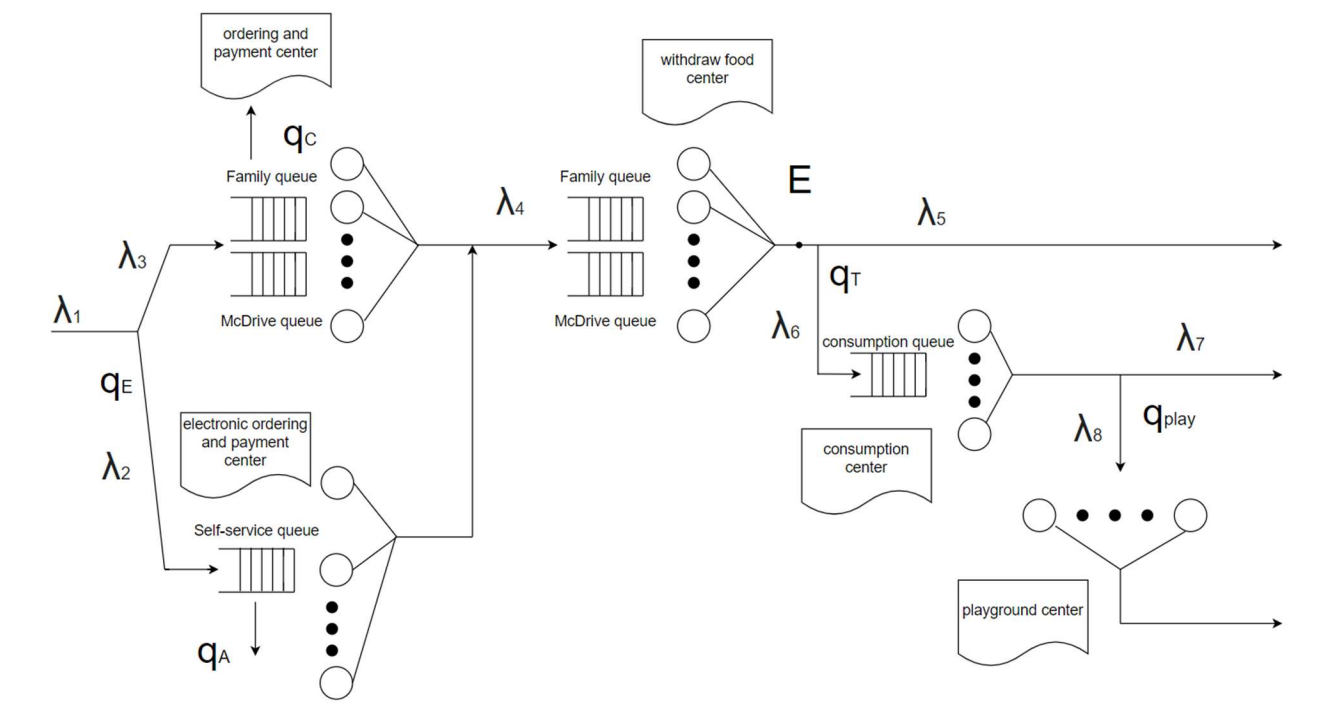 ordering and
payment center
qC
Family queue
McDrive queue
λ3
λ1
qE
λ2
electronic ordering
and payment
center
Self-service queue
qA
λ4
withdraw food
center
Family queue
McDrive queue
E
λ5
qT
λ6
consumption queue
λ7
consumption
center
λ8
qplay
playground center